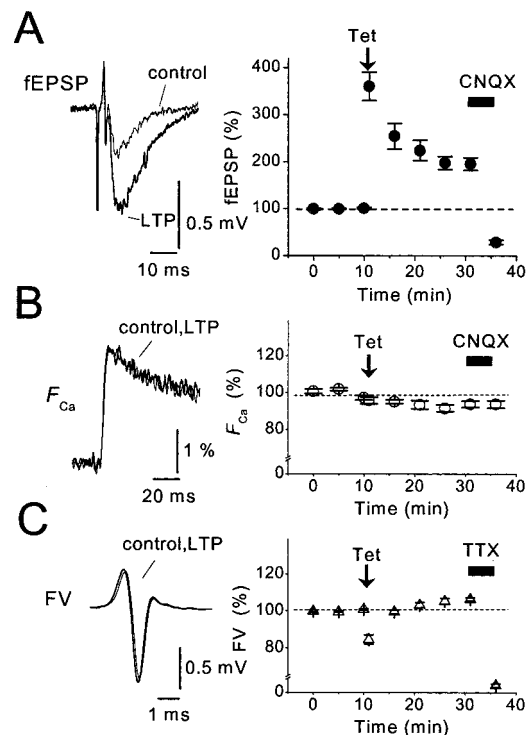 A
fEPSP
control
LTP
0.5 mV
10 ms
fEPSP (%)
400
300
200
100
0
Tet
CNQX
0 10 20 30 40
Time (min)
B
F Ca
control,LTP
1 %
20 ms
F Ca (%)
120
100
80
0
Tet
CNQX
0 10 20 30 40
Time (min)
C
FV
control,LTP
0.5 mV
1 ms
FV (%)
120
100
80
0
Tet
TTX
0 10 20 30 40
Time (min)